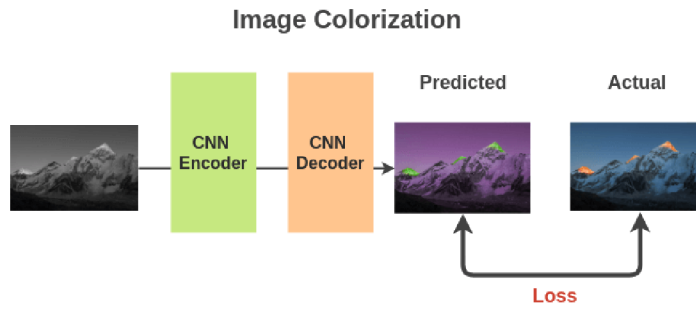 Image Colorization
Predicted
Actual
CNN
Encoder
CNN
Decoder
Loss